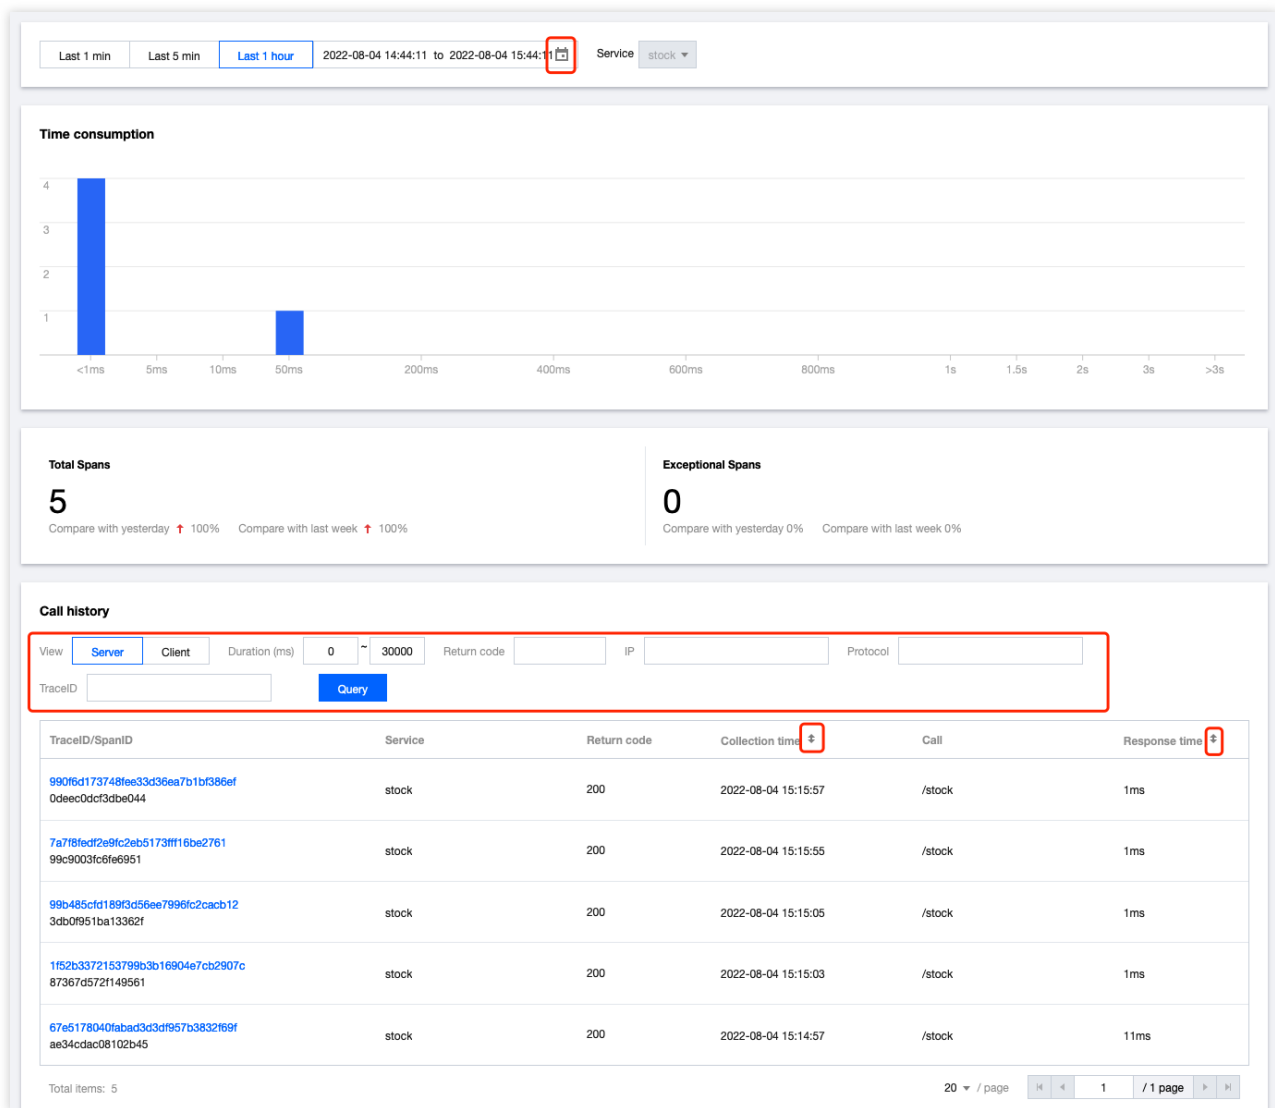 Last 1 min Last 5 min Last 1 hour 2022-08-04 14:44:11 to 2022-08-04 15:44:11 Service stock
Time consumption
4
3
2
1
<1ms 5ms 10ms 50ms 200ms 400ms 600ms 800ms 1s 1.5s 2s 3s >3s
Total Spans Exceptional Spans
5 0
Compare with yesterday 100% Compare with last week 100% Compare with yesterday 0% Compare with last week 0%
Call history
View Server Client Duration (ms) 0 ~ 30000 Return code IP Protocol
TraceID Query
TraceID/SpanID Service Return code Collection time Call Response time
990f6d173748fee33d36ea7b1bf386ef
0deec0dcf3dbe044 stock 200 2022-08-04 15:15:57 /stock 1ms
7a7f8fedf2e9fc2eb5173fff16be2761
99c9003fc6fe6951 stock 200 2022-08-04 15:15:55 /stock 1ms
99b485cfd189f3d56ee7996fc2cacb12
3db0f951ba13362f stock 200 2022-08-04 15:15:05 /stock 1ms
1f52b3372153799b3b16904e7cb2907c
87367d572f149561 stock 200 2022-08-04 15:15:03 /stock 1ms
67e5178040fabad3d3df957b3832f69f
ae34cdac08102b45 stock 200 2022-08-04 15:14:57 /stock 11ms
Total items: 5 20 / page 1 / 1 page